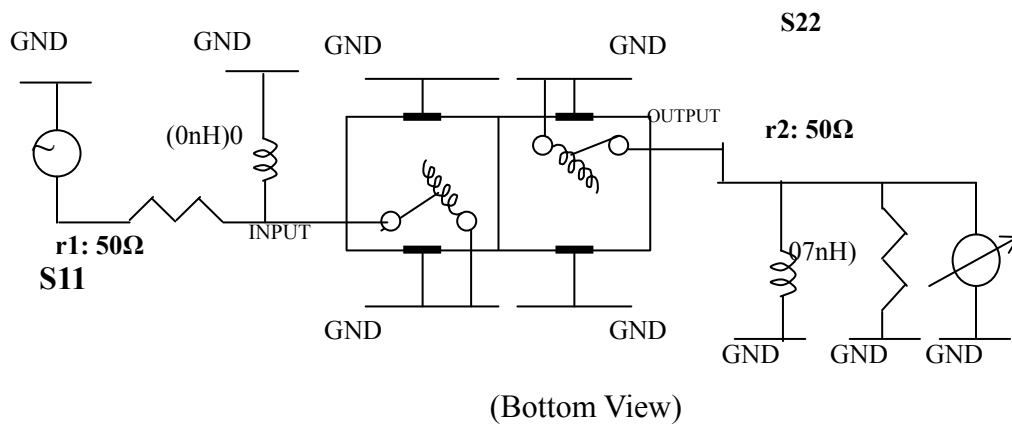 S22
GND
GND
GND
GND
(0nH)0
OUTPUT
r2: 50Ω
INPUT
r1: 50Ω
S11
07nH)
GND
GND
GND
GND
GND
(Bottom View)